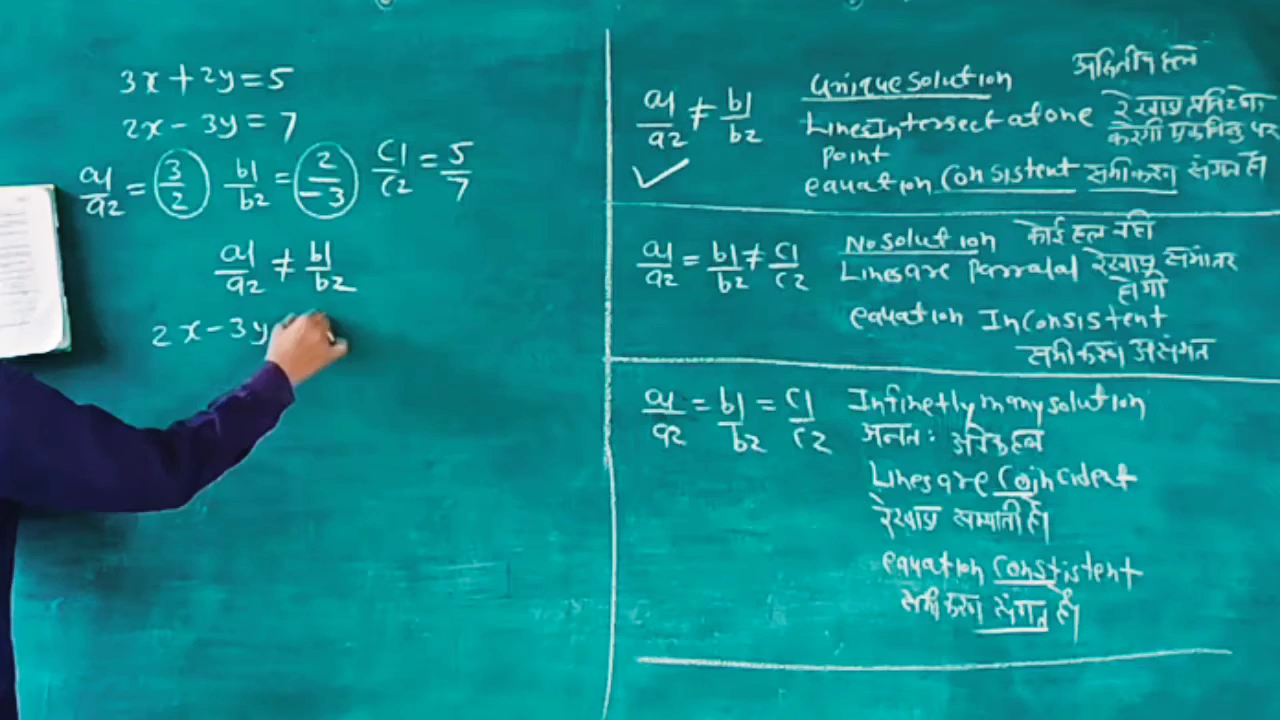 3x + 2y = 5
2x - 3y = 7
a1/a2 = 3/2 b1/b2 = 2/-3 c1/c2 = 5/7
a1/a2 ≠ b1/b2
2x - 3y
a1/a2 ≠ b1/b2
Unique solution
Lines Intersect at one
point
equation Consistent समीकरण संगत है।
a1/a2 = b1/b2 ≠ c1/c2
No solution कोई हल नही
Lines are Parralal रेखाए समांतर
होगी
equation InConsistent
समीकरण असंगत
a1/a2 = b1/b2 = c1/c2
Infinetly many solution
अनतत: अनेक हल
Lines are Coincident
रेखाए सम्पाती है।
equation Constistent
समीकरण संगत है।